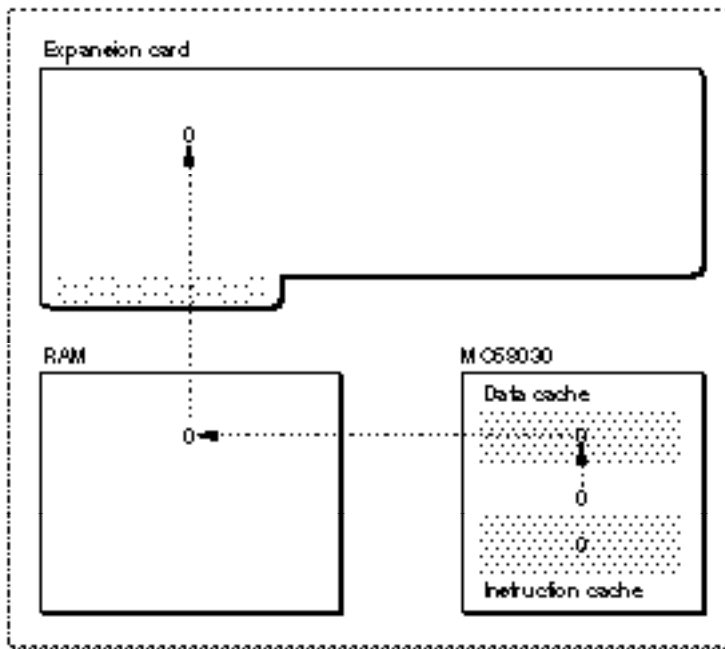 Expansion card
0
RAM
MC68030
Data cache
0
0
0
0
Instruction cache